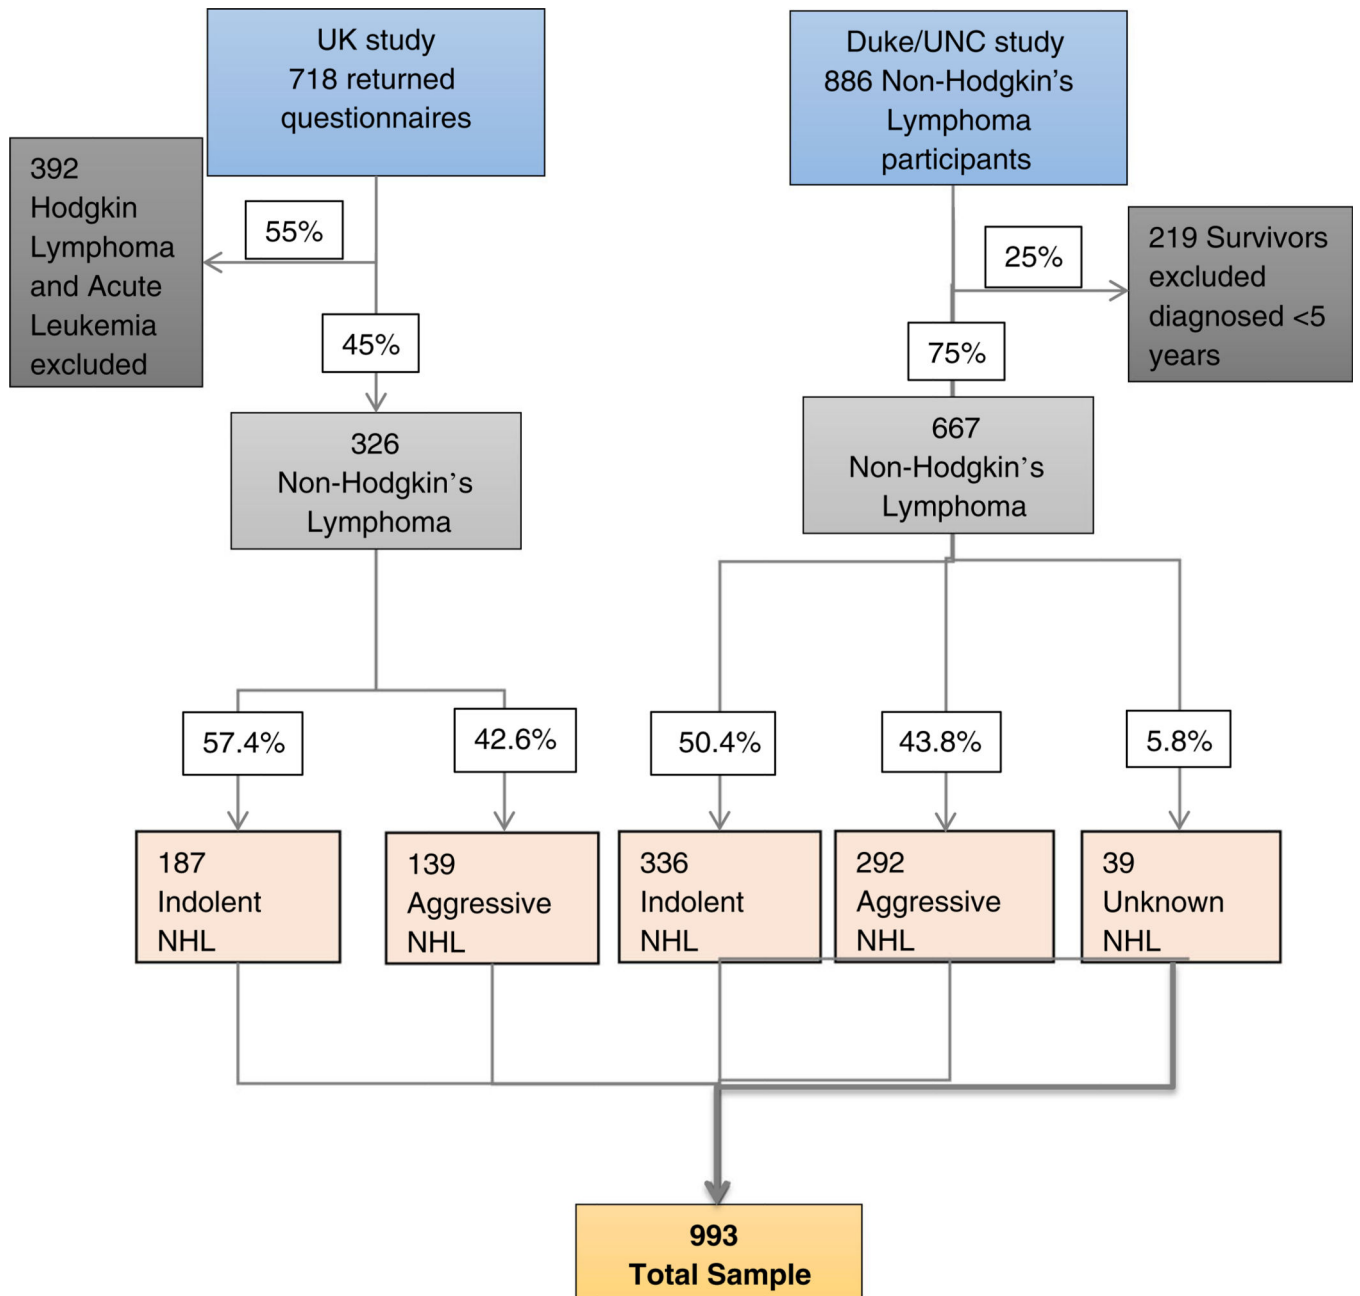 UK study
718 returned
questionnaires
Duke/UNC study
886 Non-Hodgkin's
Lymphoma
participants
392
Hodgkin
Lymphoma
and Acute
Leukemia
excluded
55%
45%
25%
75%
219 Survivors
excluded
diagnosed <5
years
326
Non-Hodgkin's
Lymphoma
667
Non-Hodgkin's
Lymphoma
57.4%
42.6%
50.4%
43.8%
5.8%
187
Indolent
NHL
139
Aggressive
NHL
336
Indolent
NHL
292
Aggressive
NHL
39
Unknown
NHL
993
Total Sample